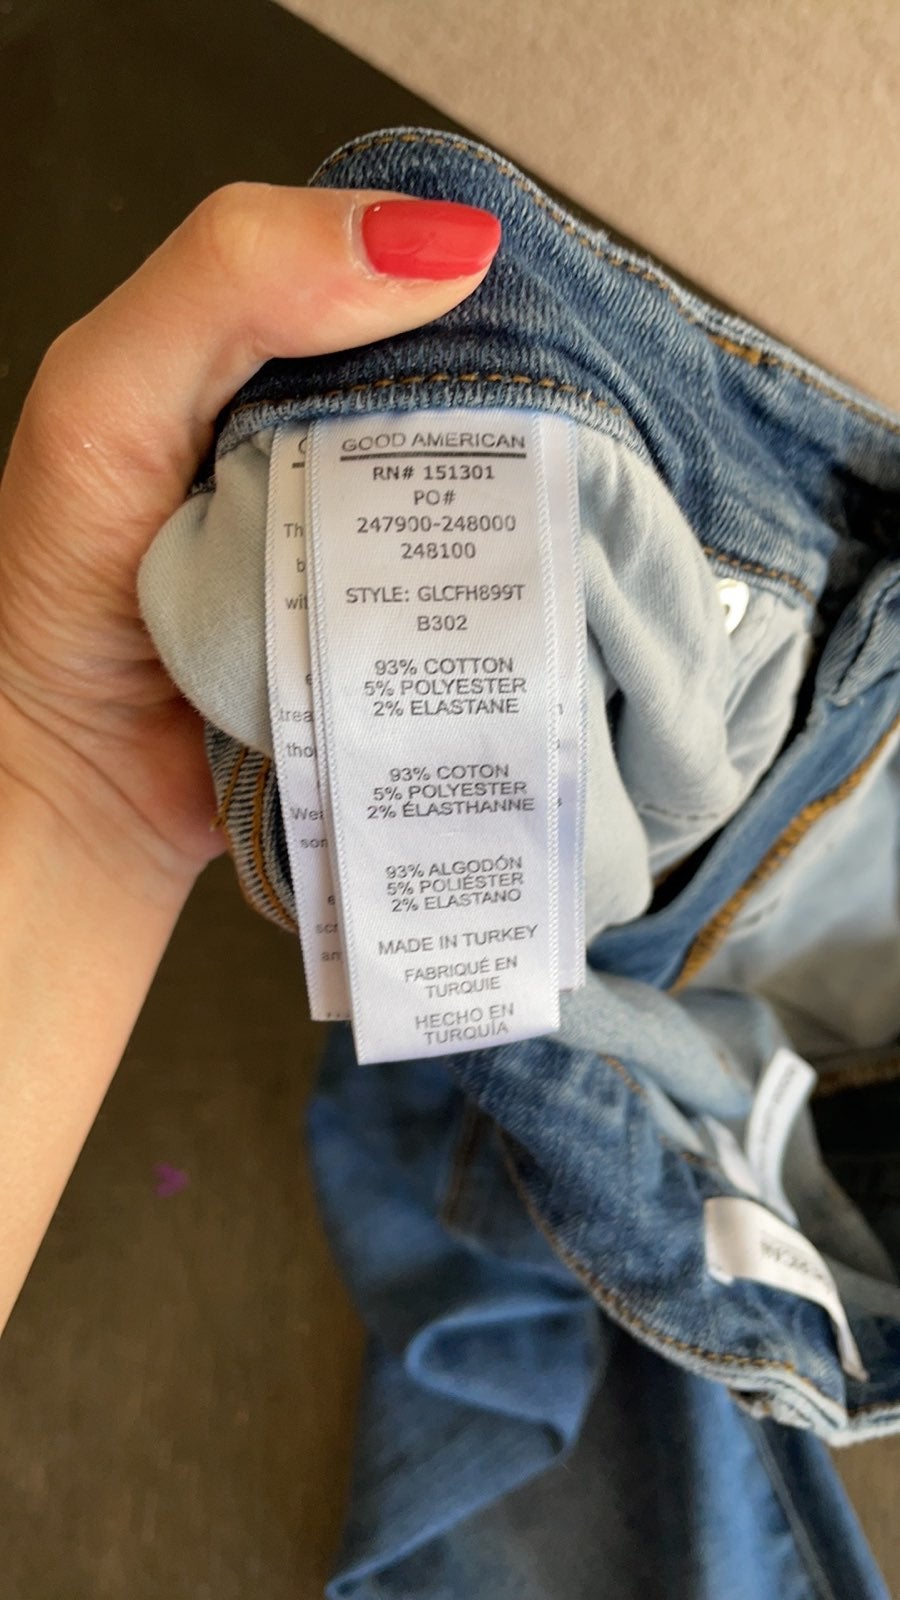 GOOD AMERICAN
RN# 151301
PO#
247900-248000
248100
STYLE: GLCFH899T
B302
93% COTTON
5% POLYESTER
2% ELASTANE
93% COTON
5% POLYESTER
2% ÉLASTHANNE
93% ALGODÓN
5% POLIÉSTER
2% ELASTANO
MADE IN TURKEY
FABRIQUÉ EN
TURQUIE
HECHO EN
TURQUÍA